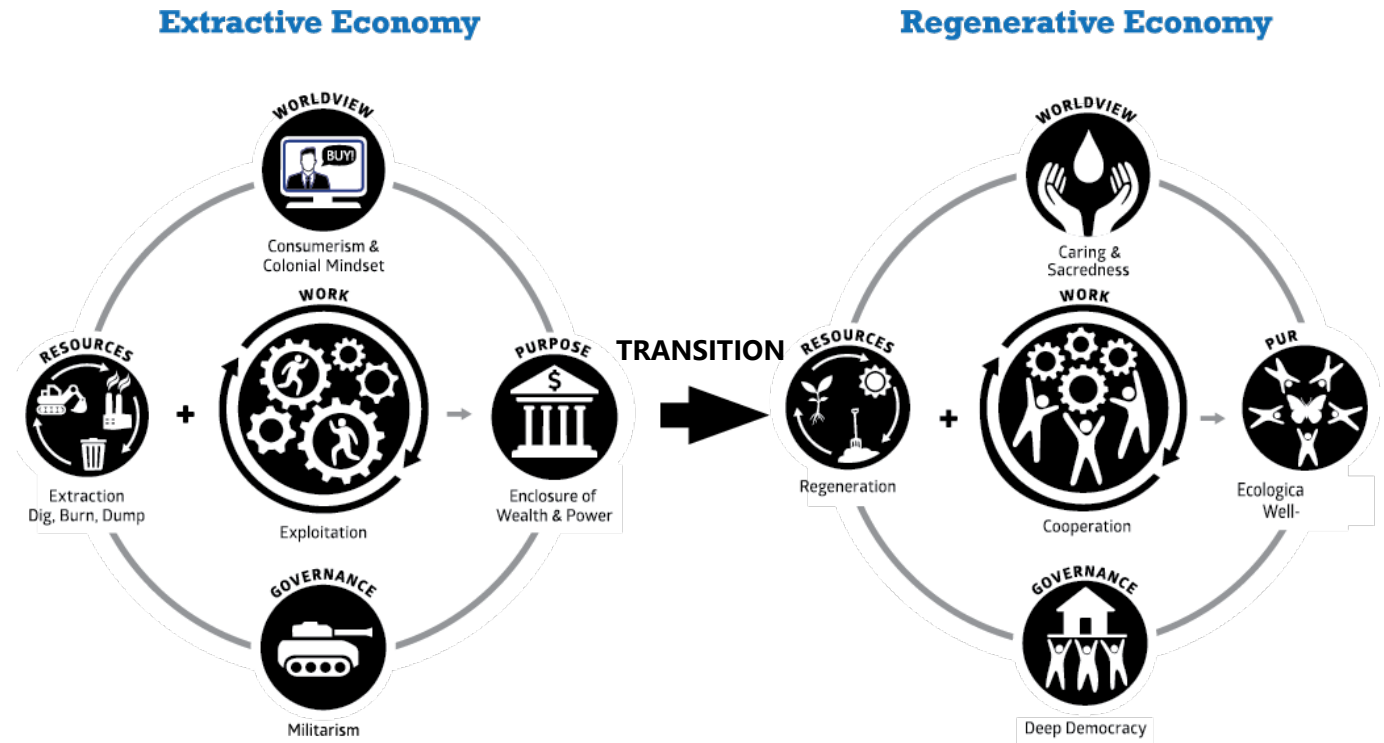 Extractive Economy
WORLDVIEW
BUY!
Consumerism &
Colonial Mindset
WORK
RESOURCES
PURPOSE
$
+
Extraction
Dig, Burn, Dump
Exploitation
Enclosure of
Wealth & Power
GOVERNANCE
Militarism
TRANSITION
Regenerative Economy
WORLDVIEW
Caring &
Sacredness
WORK
RESOURCES
PUR
+
Regeneration
Cooperation
Ecologica
Well-
GOVERNANCE
Deep Democracy